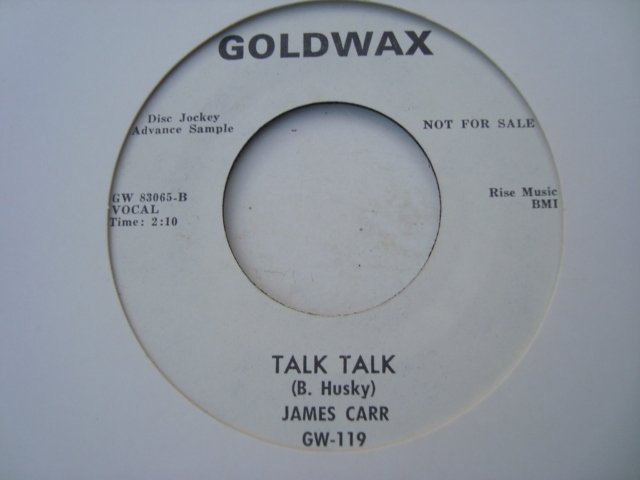 GOLDWAX
Disc Jockey
Advance Sample
NOT FOR SALE
GW 83065-B
VOCAL
Time: 2:10
Rise Music
BMI
TALK TALK
(B. Husky)
JAMES CARR
GW-119